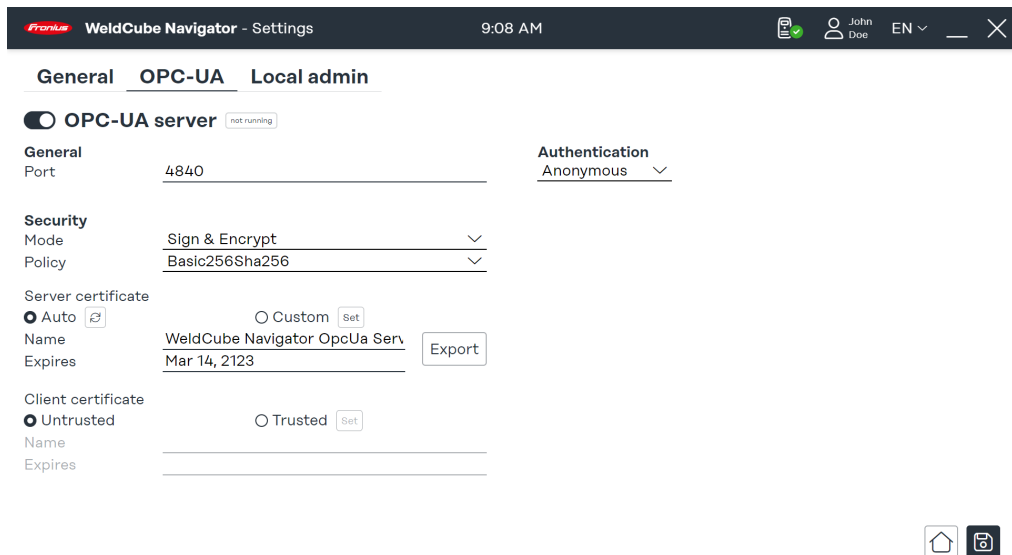 Fronius WeldCube Navigator - Settings 9:08 AM John Doe EN
General OPC-UA Local admin
OPC-UA server not running
General
Port 4840
Authentication
Anonymous
Security
Mode Sign & Encrypt
Policy Basic256Sha256
Server certificate
Auto Custom Set
Name WeldCube Navigator OpcUa Serv
Expires Mar 14, 2123
Export
Client certificate
Untrusted Trusted Set
Name
Expires